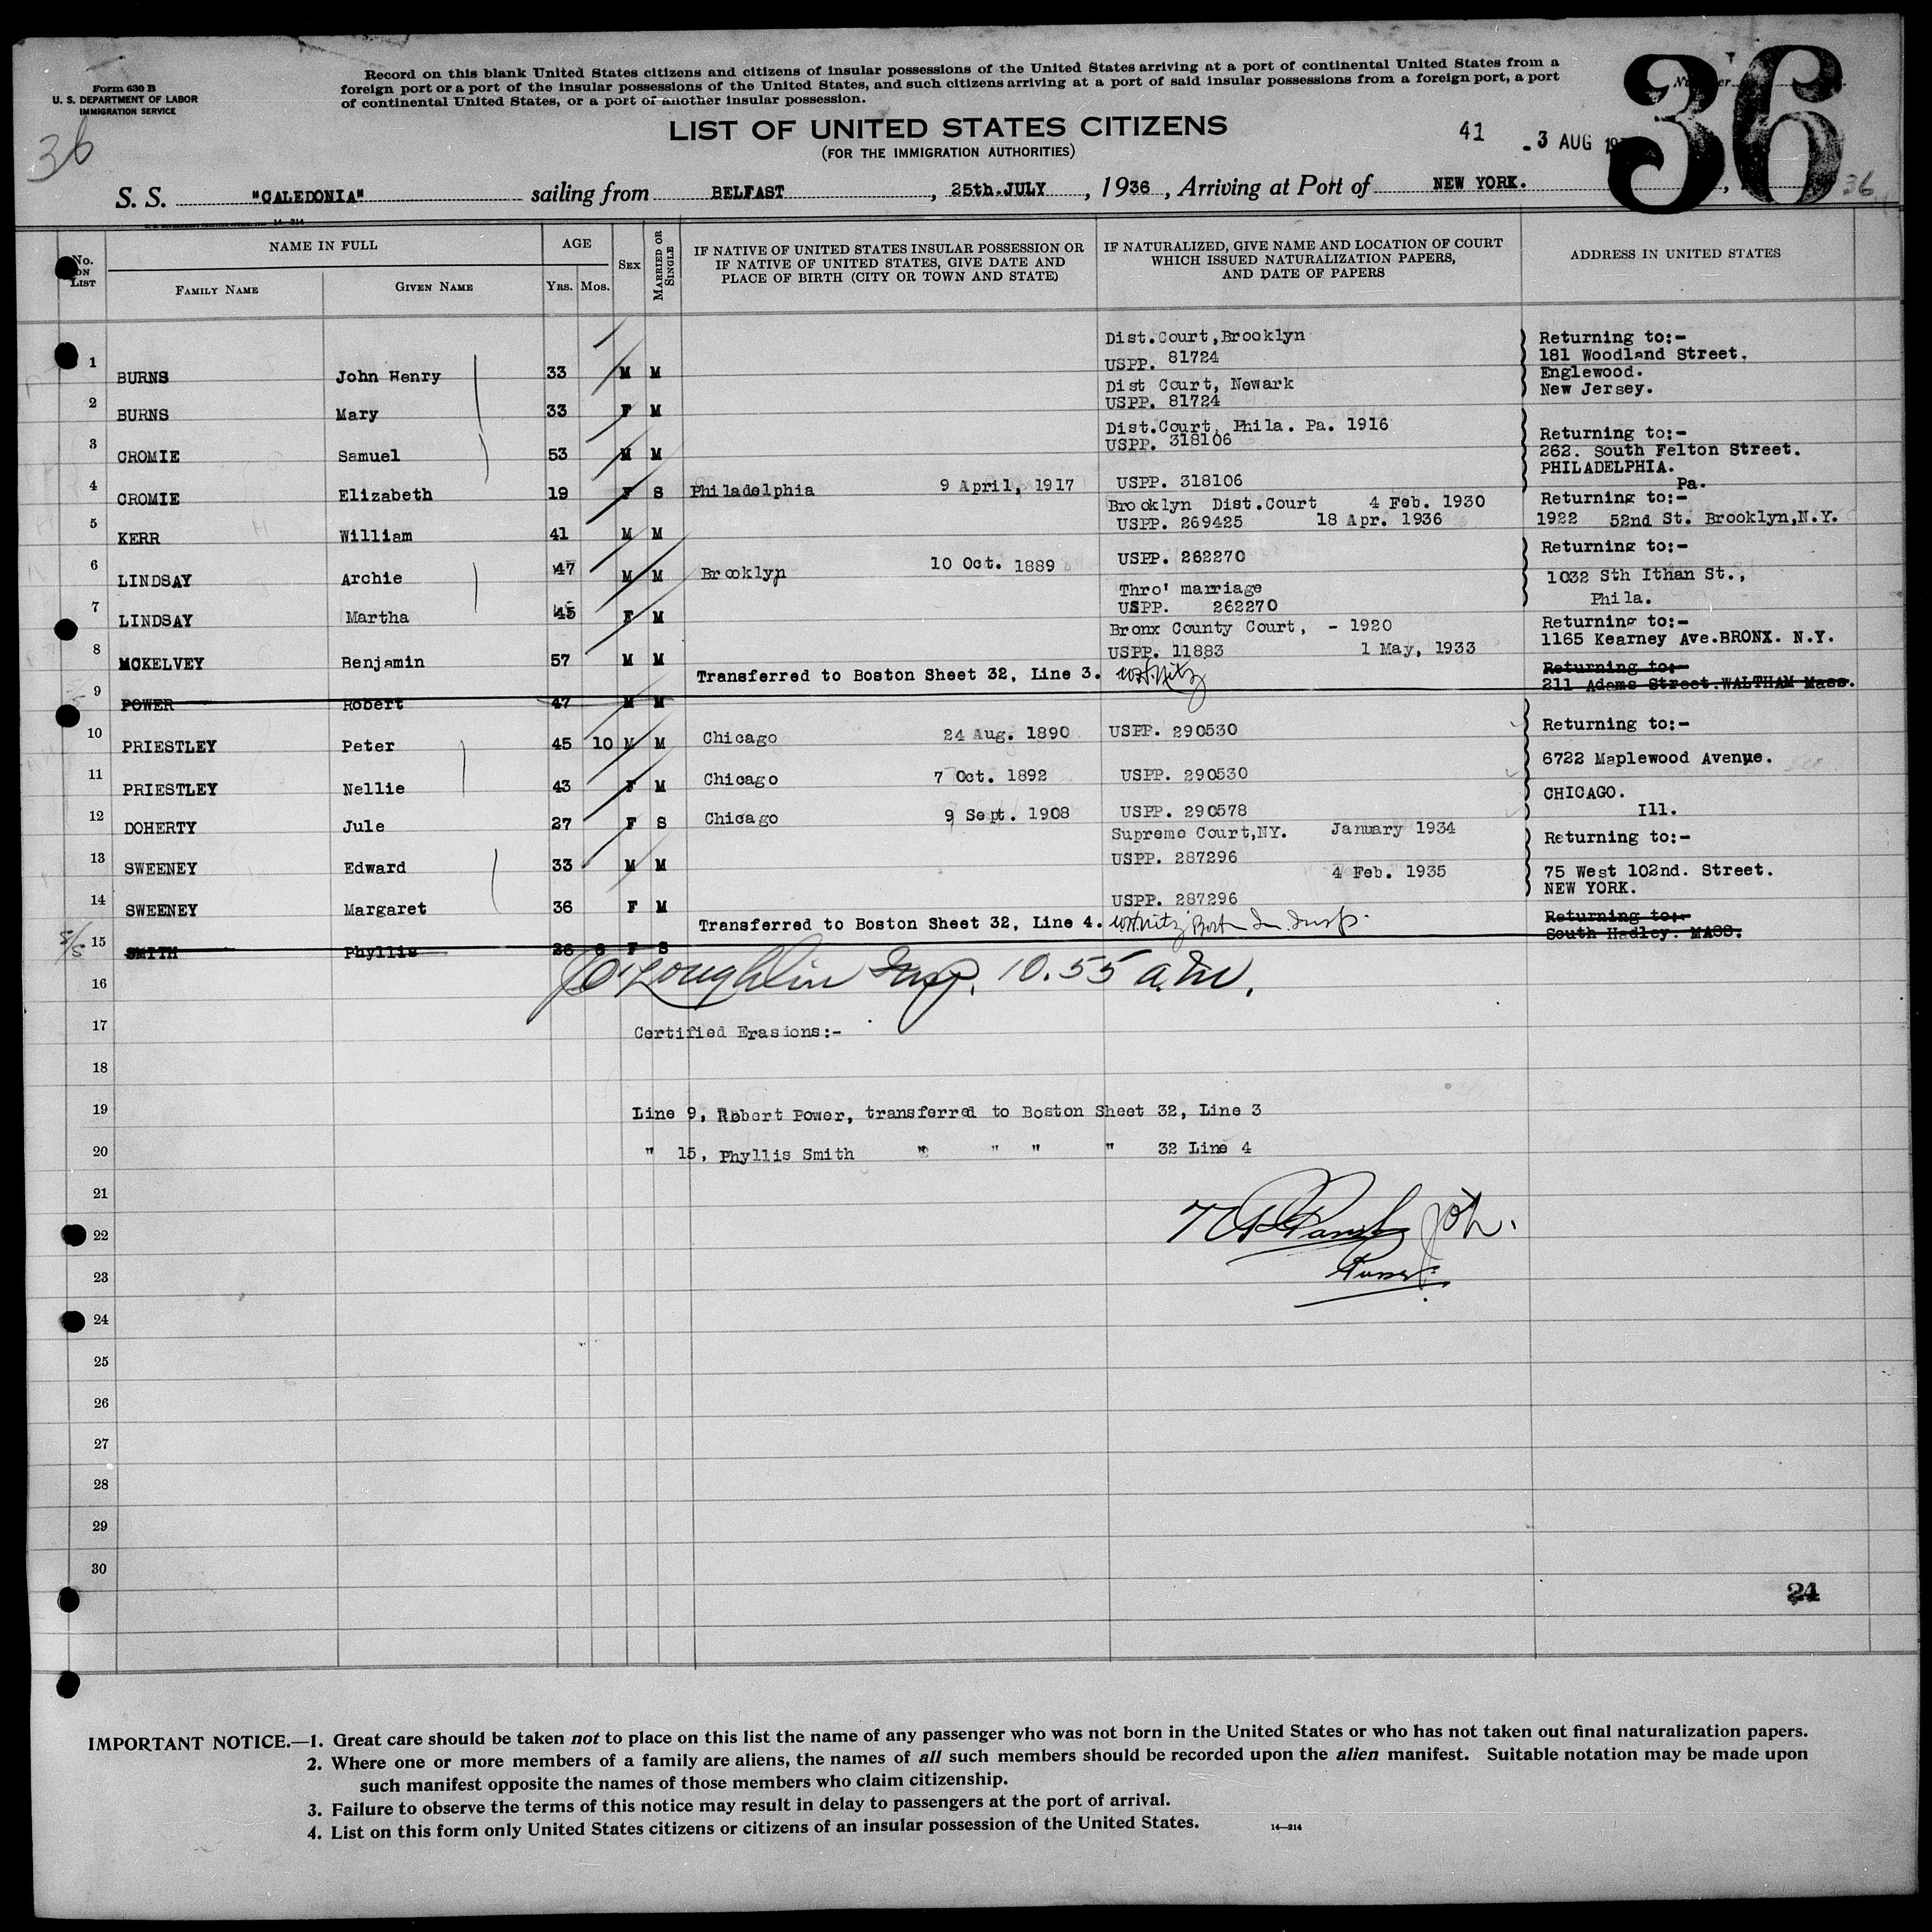 Form 630 B
U. S. DEPARTMENT OF LABOR
IMMIGRATION SERVICE
36
Record on this blank United States citizens and citizens of insular possessions of the United States arriving at a port of continental United States from a
foreign port or a port of the insular possessions of the United States, and such citizens arriving at a port of said insular possessions from a foreign port, a port
of continental United States, or a port of another insular possession.
LIST OF UNITED STATES CITIZENS
(FOR THE IMMIGRATION AUTHORITIES)
41 - 3 AUG
36
S. S. "CALEDONIA" sailing from BELFAST, 25th.JULY, 1936, Arriving at Port of NEW YORK.
36
14—214
No. ON LIST
NAME IN FULL
FAMILY NAME GIVEN NAME
AGE
YRS. MOS.
SEX
MARRIED OR SINGLE
IF NATIVE OF UNITED STATES INSULAR POSSESSION OR
IF NATIVE OF UNITED STATES, GIVE DATE AND
PLACE OF BIRTH (CITY OR TOWN AND STATE)
IF NATURALIZED, GIVE NAME AND LOCATION OF COURT
WHICH ISSUED NATURALIZATION PAPERS,
AND DATE OF PAPERS
ADDRESS IN UNITED STATES
Dist.Court,Brooklyn Returning to:-
1 BURNS John Henry 33 M M USPP. 81724 181 Woodland Street.
Dist Court, Newark Englewood.
2 BURNS Mary 33 F M USPP. 81724 New Jersey.
Dist.Court, Phila. Pa. 1916 Returning to:-
3 CROMIE Samuel 53 M M USPP. 318106 262. South Felton Street.
PHILADELPHIA.
4 CROMIE Elizabeth 19 F S Philadelphia 9 April, 1917 USPP. 318106 Pa.
Brooklyn Dist.Court 4 Feb. 1930 Returning to:-
5 KERR William 41 M M USPP. 269425 18 Apr. 1936 1922 52nd St. Brooklyn,N.Y.
Returning to:-
6 LINDSAY Archie 47 M M Brooklyn 10 Oct. 1889 USPP. 262270 1032 Sth Ithan St.,
Thro' marriage Phila.
7 LINDSAY Martha 45 F M USPP. 262270
Bronx County Court, - 1920 Returning to:-
8 MCKELVEY Benjamin 57 M M USPP. 11883 1 May, 1933 1165 Kearney Ave.BRONX. N.Y.
Transferred to Boston Sheet 32, Line 3. Returning to:-
9 POWER Robert 47 M M 211 Adams Street.WALTHAM Mass.
Returning to:-
10 PRIESTLEY Peter 45 10 M M Chicago 24 Aug. 1890 USPP. 290530
6722 Maplewood Avenue.
11 PRIESTLEY Nellie 43 F M Chicago 7 Oct. 1892 USPP. 290530
CHICAGO.
12 DOHERTY Jule 27 F S Chicago 9 Sept. 1908 USPP. 290578 Ill.
Supreme Court,NY. January 1934 Returning to:-
13 SWEENEY Edward 33 M M USPP. 287296
4 Feb. 1935 75 West 102nd. Street.
14 SWEENEY Margaret 36 F M USPP. 287296 NEW YORK.
Transferred to Boston Sheet 32, Line 4. Returning to:-
15 SMITH Phyllis 26 6 F S South Hadley. MASS.
16 O'Loughlin Insp. 10.55 a.m.
17 Certified Erasions:-
18
19 Line 9, Robert Power, transferred to Boston Sheet 32, Line 3
20 " 15, Phyllis Smith " " " " 32 Line 4
21
22
Purser
23
24
25
26
27
28
29
30
24
IMPORTANT NOTICE.—1. Great care should be taken not to place on this list the name of any passenger who was not born in the United States or who has not taken out final naturalization papers.
2. Where one or more members of a family are aliens, the names of all such members should be recorded upon the alien manifest. Suitable notation may be made upon
such manifest opposite the names of those members who claim citizenship.
3. Failure to observe the terms of this notice may result in delay to passengers at the port of arrival.
4. List on this form only United States citizens or citizens of an insular possession of the United States.
14—214